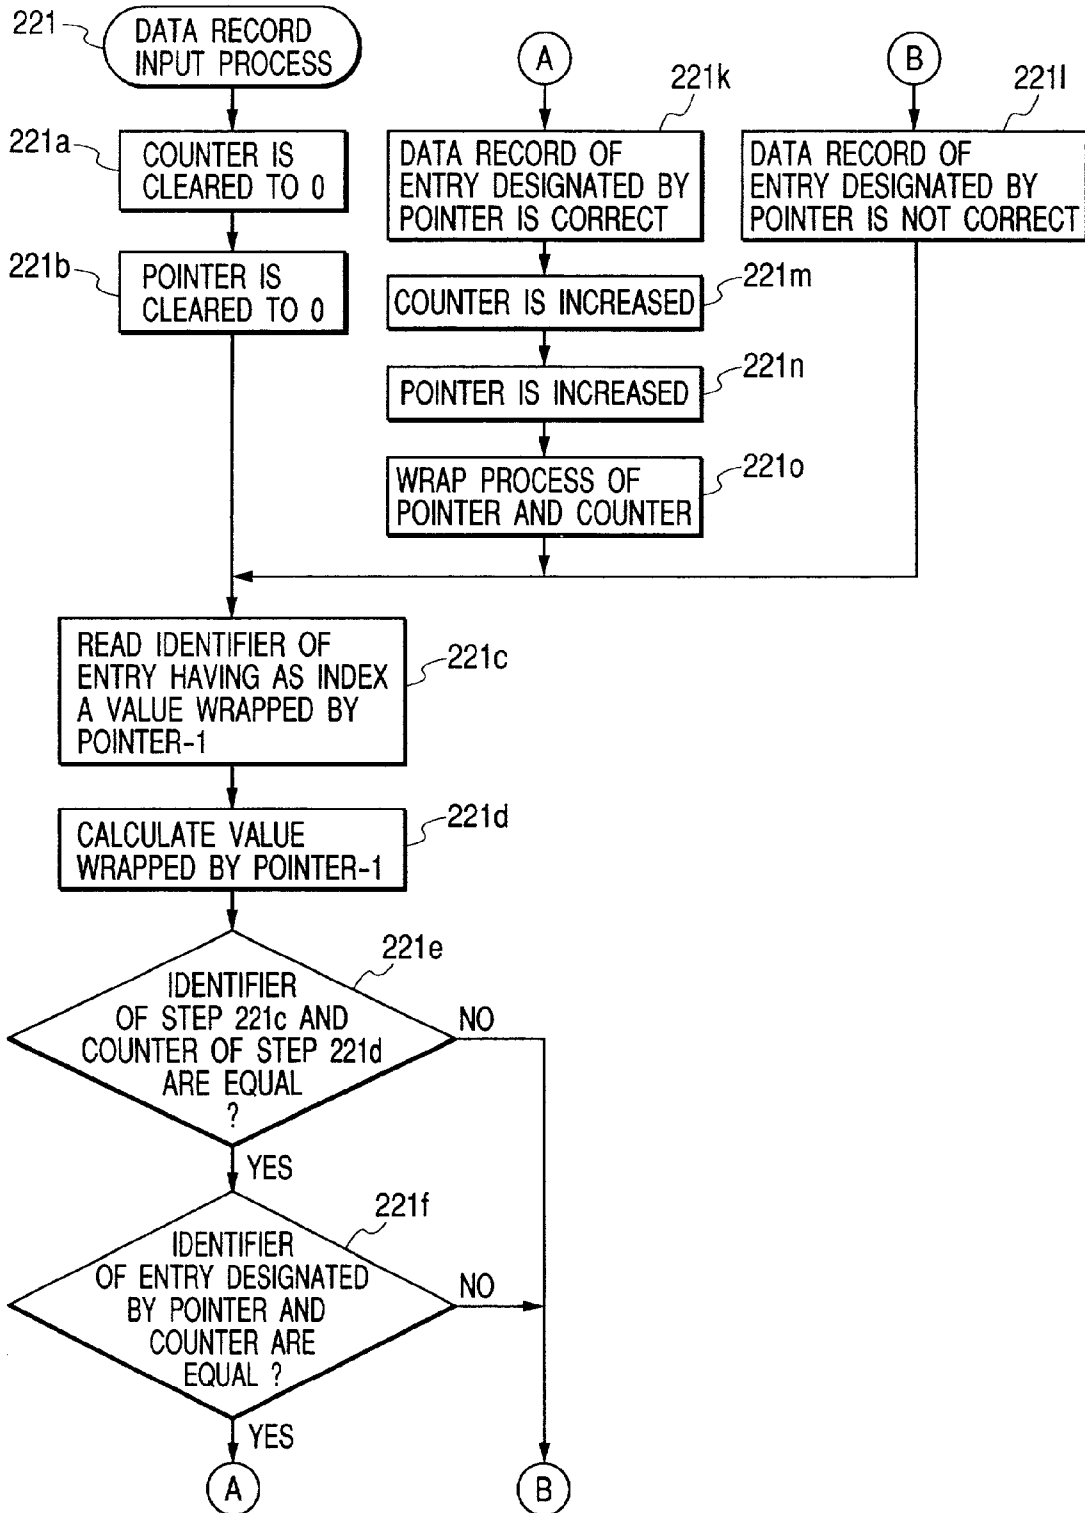 221
DATA RECORD
INPUT PROCESS
221a
COUNTER IS
CLEARED TO 0
221b
POINTER IS
CLEARED TO 0
A
221k
DATA RECORD OF
ENTRY DESIGNATED BY
POINTER IS CORRECT
221m
COUNTER IS INCREASED
221n
POINTER IS INCREASED
221o
WRAP PROCESS OF
POINTER AND COUNTER
B
221l
DATA RECORD OF
ENTRY DESIGNATED BY
POINTER IS NOT CORRECT
READ IDENTIFIER OF
ENTRY HAVING AS INDEX
A VALUE WRAPPED BY
POINTER-1
221c
CALCULATE VALUE
WRAPPED BY POINTER-1
221d
221e
IDENTIFIER
OF STEP 221c AND
COUNTER OF STEP 221d
ARE EQUAL
?
NO
YES
221f
IDENTIFIER
OF ENTRY DESIGNATED
BY POINTER AND
COUNTER ARE
EQUAL ?
NO
YES
A
B